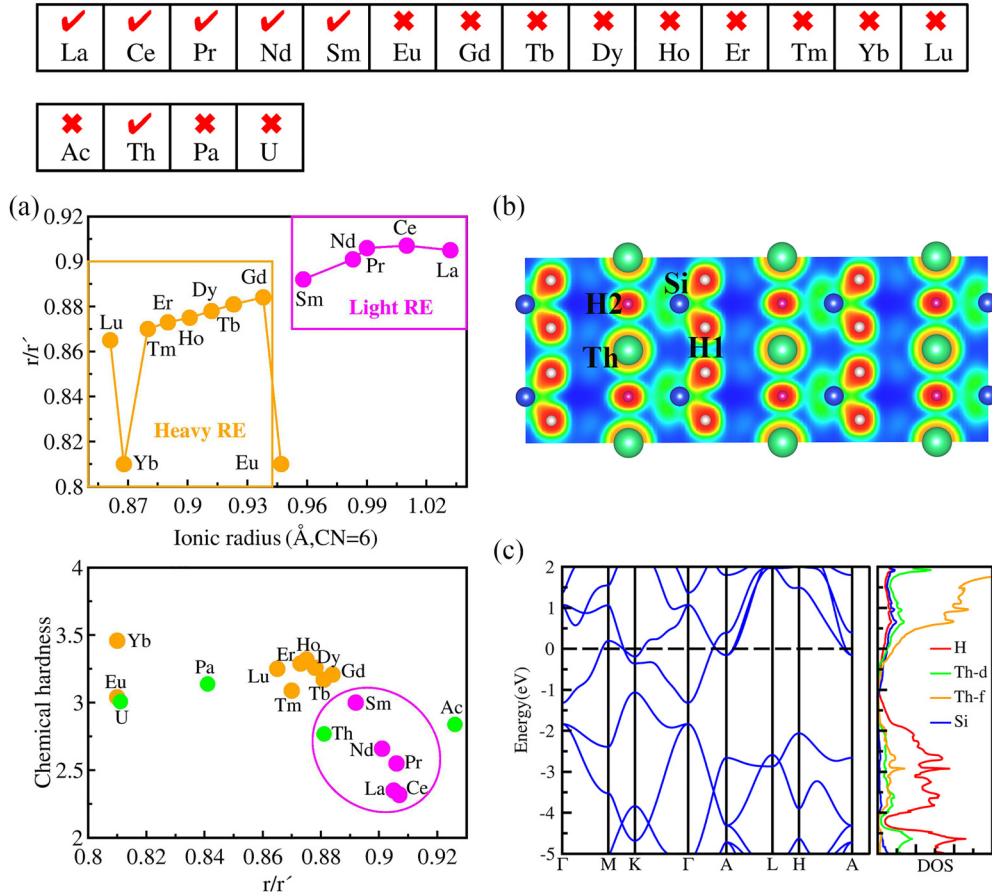 La Ce Pr Nd Sm Eu Gd Tb Dy Ho Er Tm Yb Lu
Ac Th Pa U
(a)
0.92
0.9
0.88
0.86
0.84
0.82
0.8
r/r´
Lu
Yb
Tm
Er
Ho
Dy
Tb
Gd
Eu
Heavy RE
Sm
Nd
Pr
Ce
La
Light RE
0.87 0.9 0.93 0.96 0.99 1.02
Ionic radius (Å,CN=6)
4
3.5
3
2.5
2
Chemical hardness
Yb
Eu
U
Pa
Lu
Er
Ho
Dy
Tm
Tb
Gd
Sm
Th
Nd
Pr
La
Ce
Ac
0.8 0.82 0.84 0.86 0.88 0.9 0.92
r/r´
(b)
Si
H2
Th
H1
(c)
2
1
0
-1
-2
-3
-4
-5
Energy(eV)
Γ M K Γ A L H A
H
Th-d
Th-f
Si
DOS